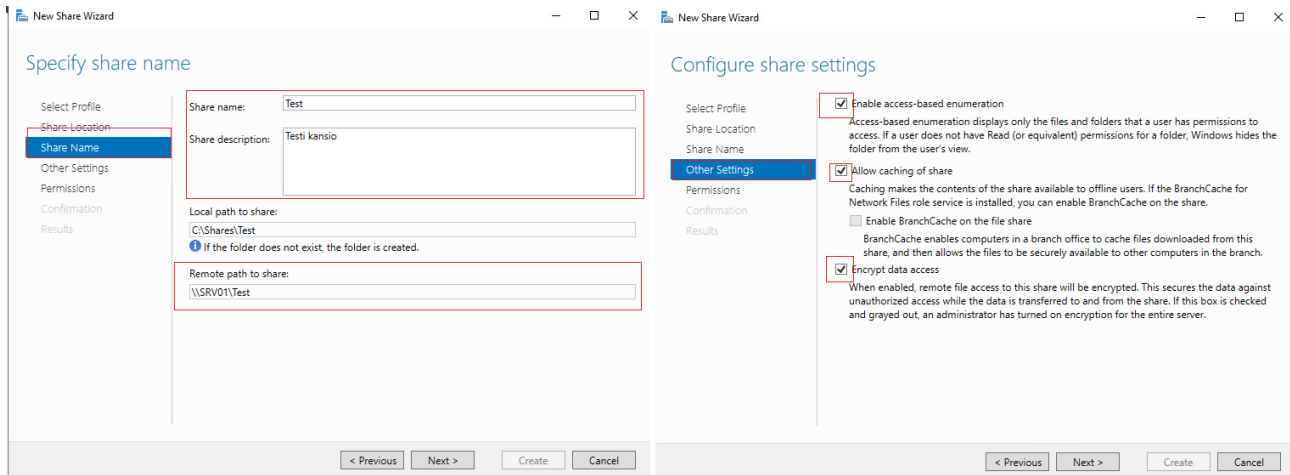 New Share Wizard
Specify share name
Select Profile
Share Location
Share Name
Other Settings
Permissions
Confirmation
Results
Share name:
Test
Share description:
Testi kansio
Local path to share:
C:\Shares\Test
If the folder does not exist, the folder is created.
Remote path to share:
\\SRV01\Test
< Previous
Next >
Create
Cancel
New Share Wizard
Configure share settings
Select Profile
Share Location
Share Name
Other Settings
Permissions
Confirmation
Results
Enable access-based enumeration
Access-based enumeration displays only the files and folders that a user has permissions to
access. If a user does not have Read (or equivalent) permissions for a folder, Windows hides the
folder from the user's view.
Allow caching of share
Caching makes the contents of the share available to offline users. If the BranchCache for
Network Files role service is installed, you can enable BranchCache on the share.
Enable BranchCache on the file share
BranchCache enables computers in a branch office to cache files downloaded from this
share, and then allows the files to be securely available to other computers in the branch.
Encrypt data access
When enabled, remote file access to this share will be encrypted. This secures the data against
unauthorized access while the data is transferred to and from the share. If this box is checked
and grayed out, an administrator has turned on encryption for the entire server.
< Previous
Next >
Create
Cancel